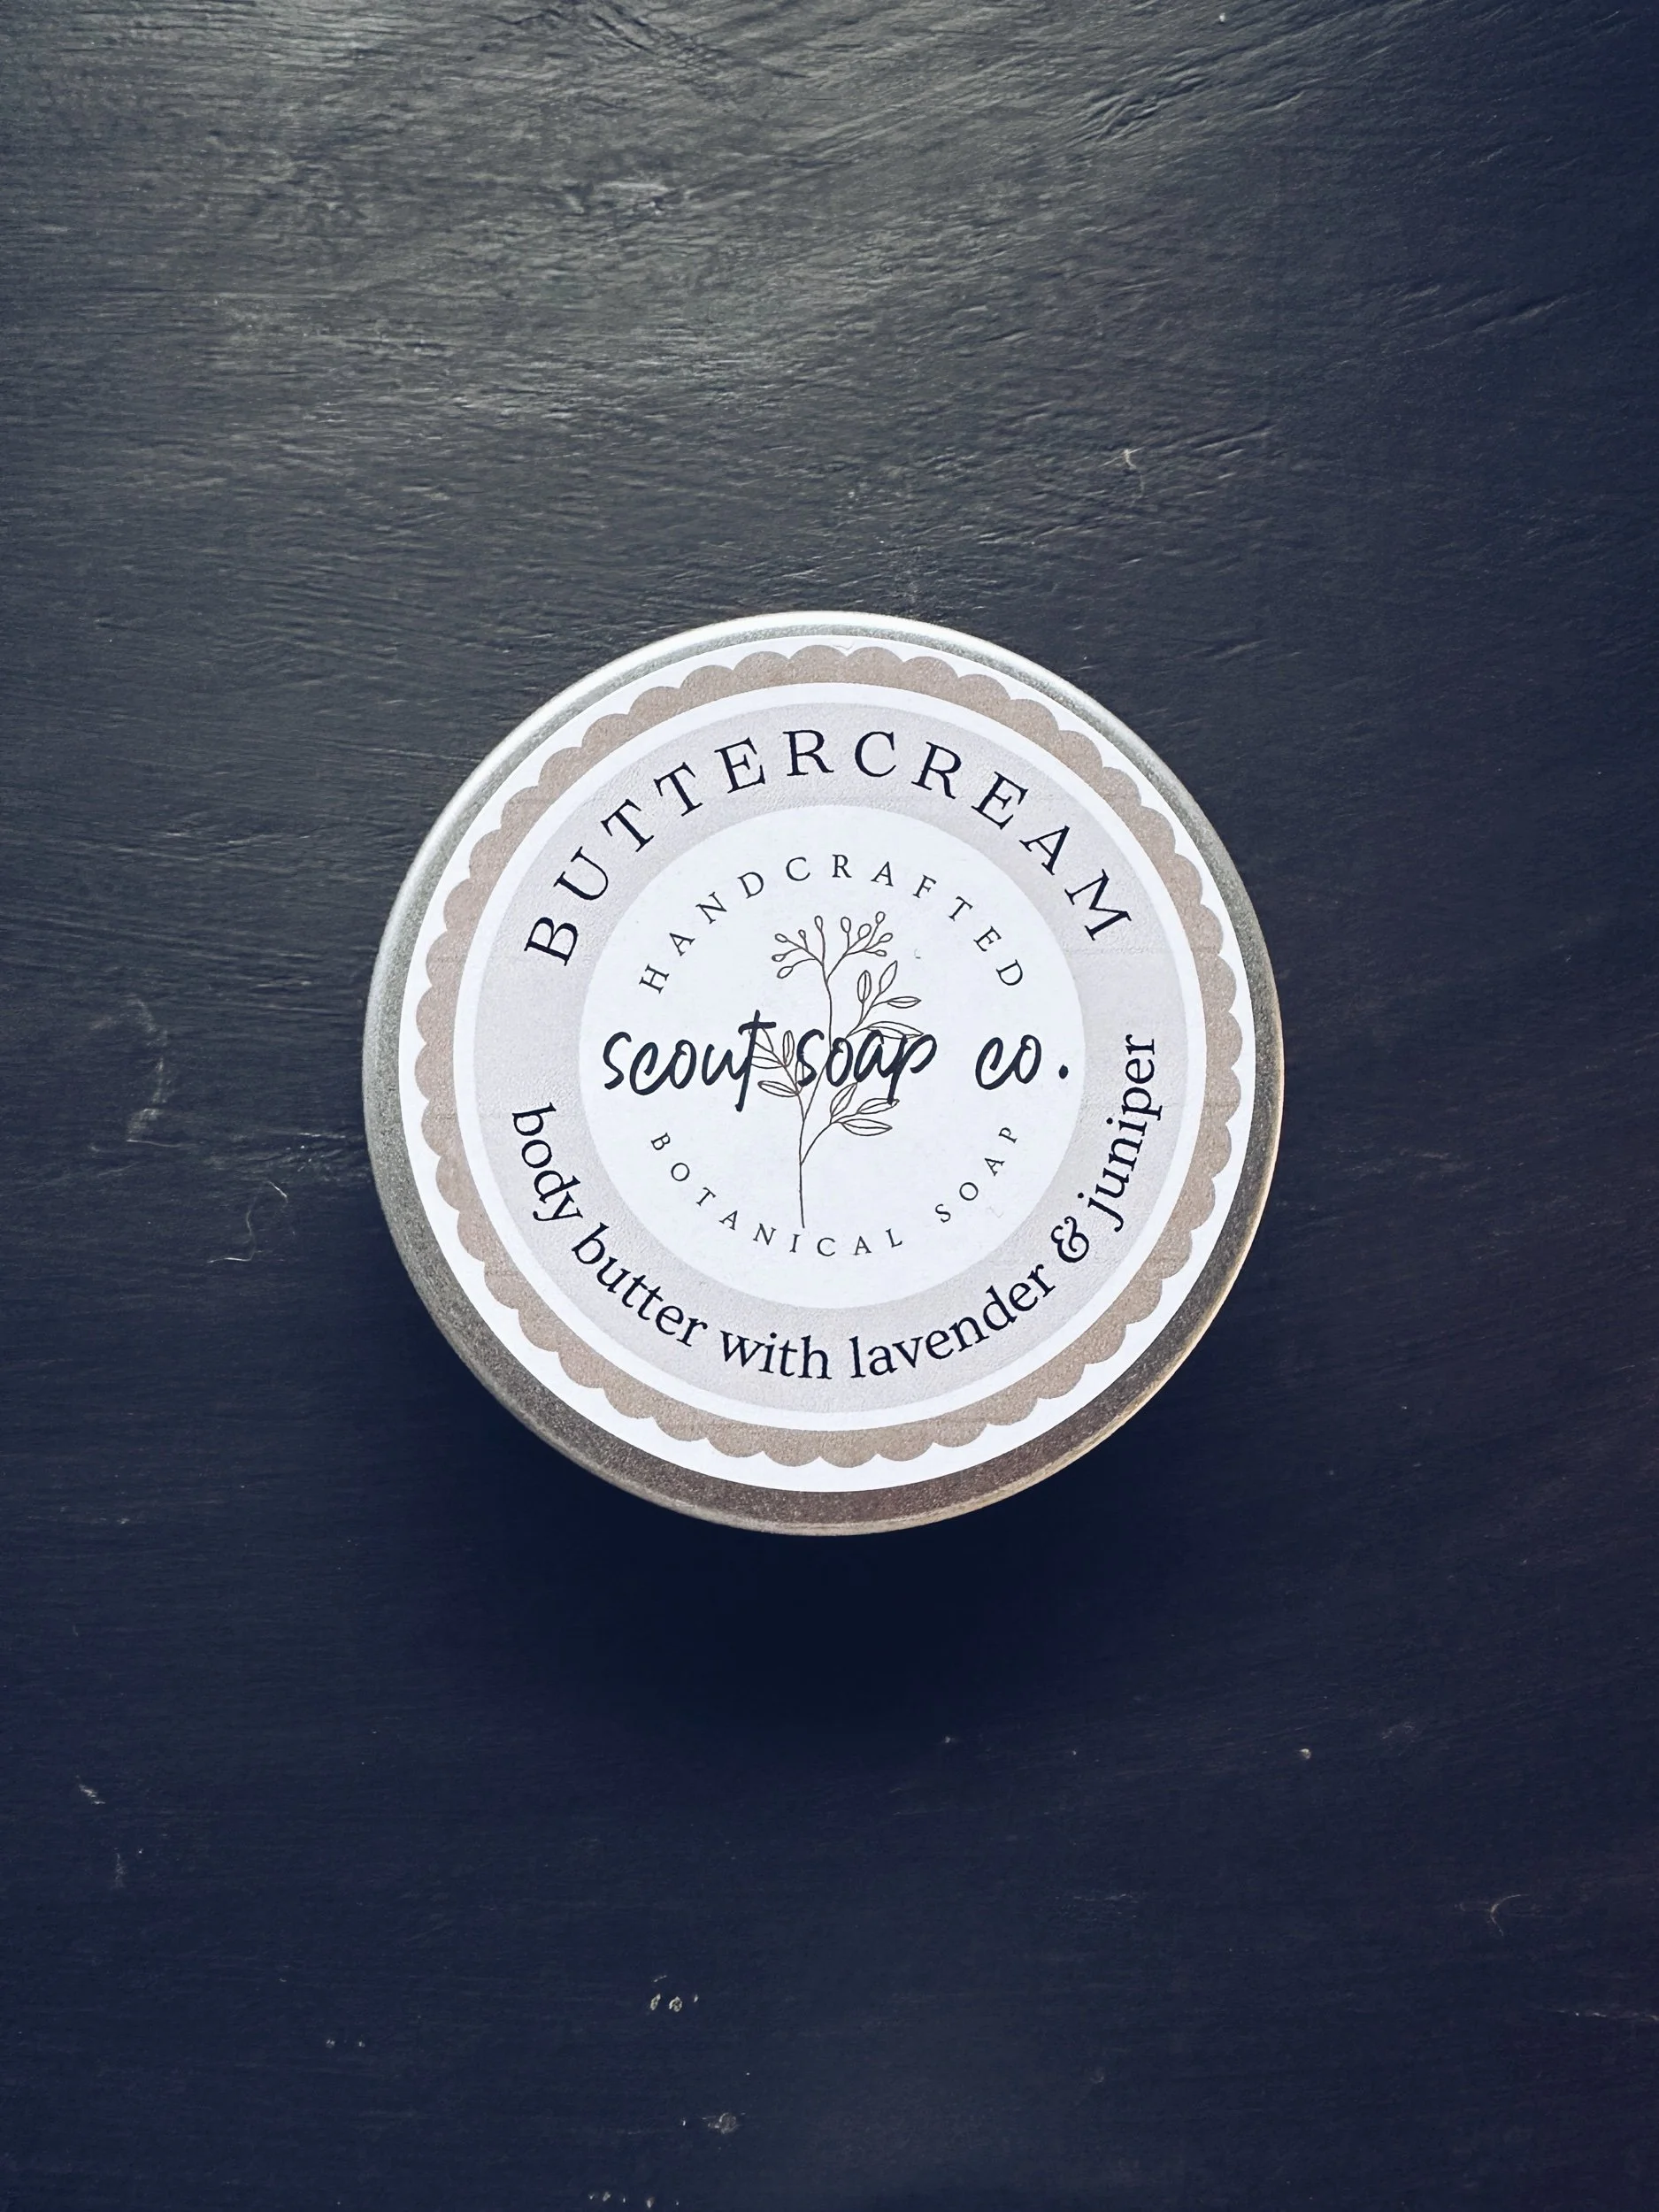 BUTTERCREAM
HANDCRAFTED
scout soap co.
BOTANICAL SOAP
body butter with lavender & juniper